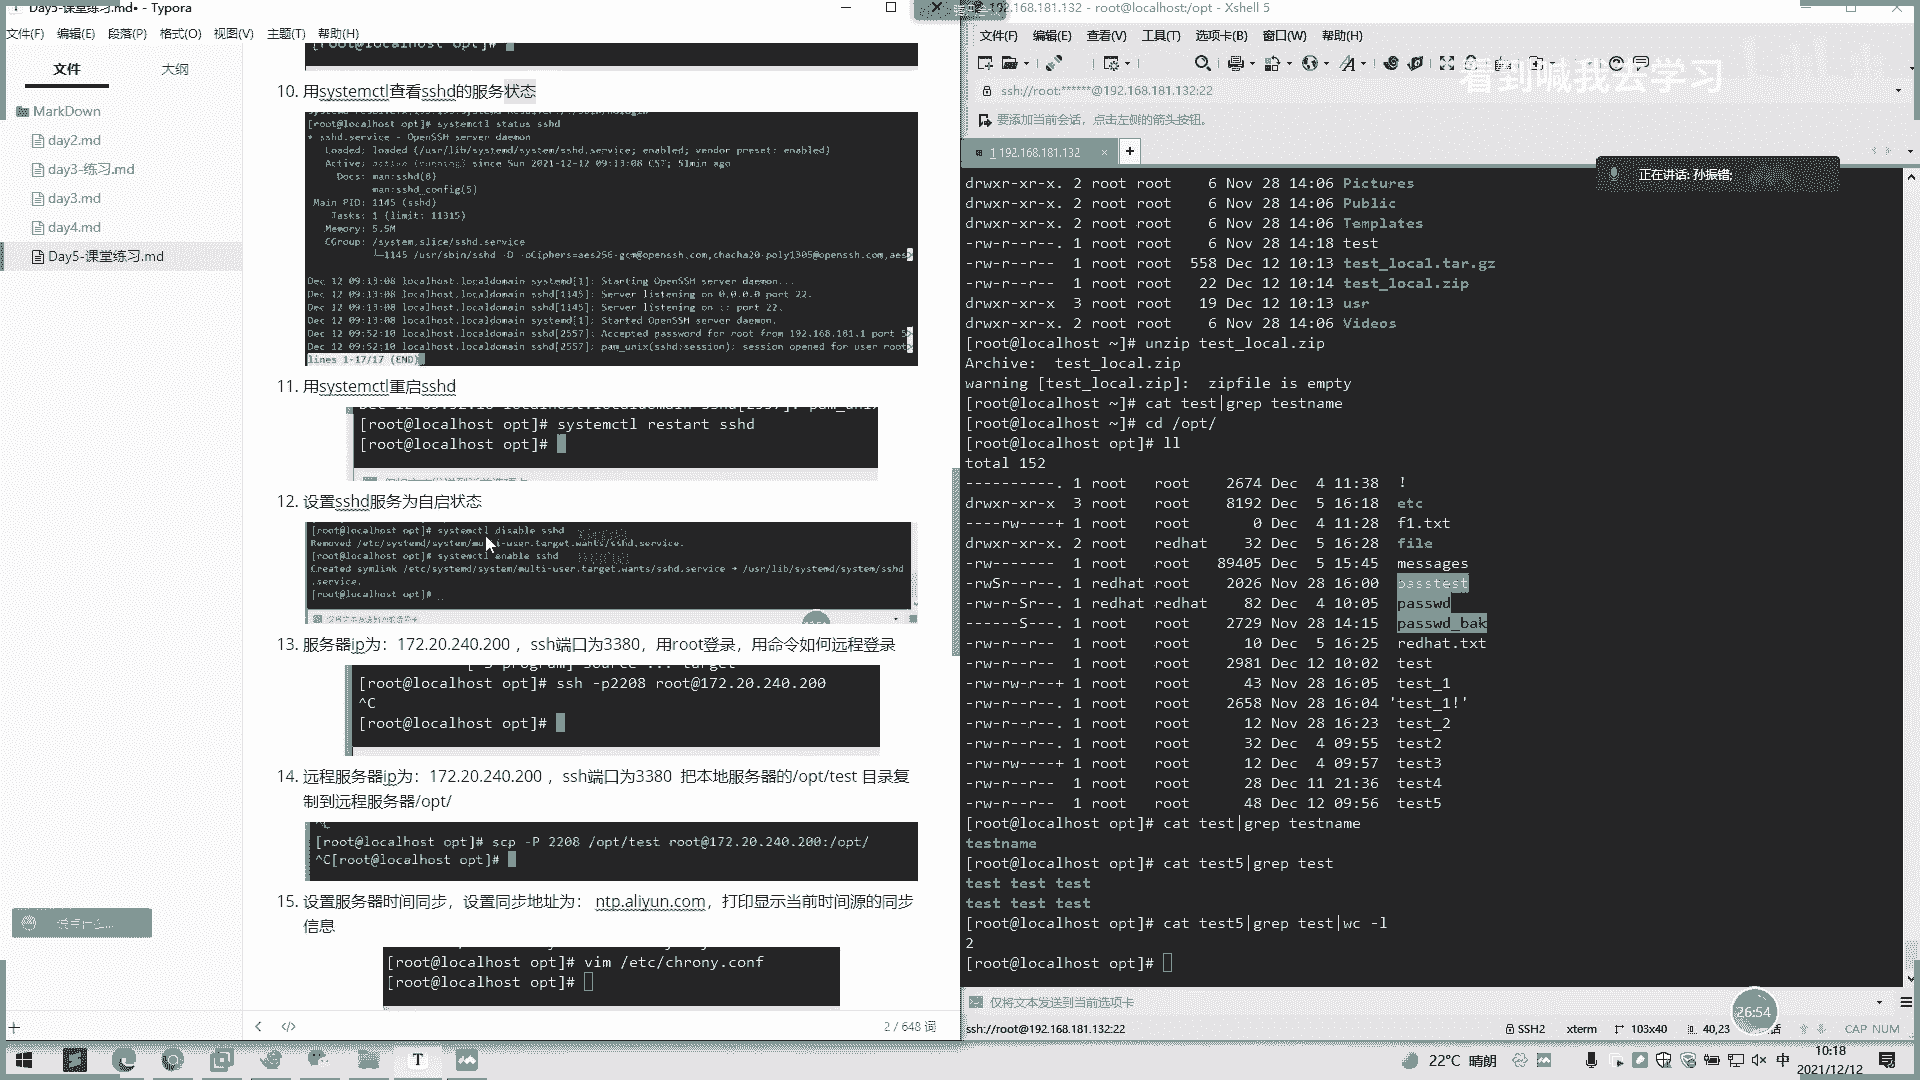 Day5-课堂练习.md• - Typora
文件(F) 编辑(E) 段落(P) 格式(O) 视图(V) 主题(T) 帮助(H)
文件 大纲
MarkDown
day2.md
day3-练习.md
day3.md
day4.md
Day5-课堂练习.md
10. 用systemctl查看sshd的服务状态
[root@localhost opt]# systemctl status sshd
sshd.service - OpenSSH server daemon
Loaded: loaded (/usr/lib/systemd/system/sshd.service; enabled; vendor preset: enabled)
Active: active (running) since Sun 2021-12-12 09:13:08 CST; 51min ago
Docs: man:sshd(8)
man:sshd_config(5)
Main PID: 1145 (sshd)
Tasks: 1 (limit: 11315)
Memory: 5.5M
CGroup: /system.slice/sshd.service
└─1145 /usr/sbin/sshd -D -oCiphers=aes256-gcm@openssh.com,chacha20-poly1305@openssh.com,aes>
Dec 12 09:13:08 localhost.localdomain systemd[1]: Starting OpenSSH server daemon...
Dec 12 09:13:08 localhost.localdomain sshd[1145]: Server listening on 0.0.0.0 port 22.
Dec 12 09:13:08 localhost.localdomain sshd[1145]: Server listening on :: port 22.
Dec 12 09:13:08 localhost.localdomain systemd[1]: Started OpenSSH server daemon.
Dec 12 09:52:10 localhost.localdomain sshd[2557]: Accepted password for root from 192.168.181.1 port 5>
Dec 12 09:52:10 localhost.localdomain sshd[2557]: pam_unix(sshd:session): session opened for user root>
lines 1-17/17 (END)
11. 用systemctl重启sshd
[root@localhost opt]# systemctl restart sshd
[root@localhost opt]#
12. 设置sshd服务为自启状态
[root@localhost opt]# systemctl disable sshd
Removed /etc/systemd/system/multi-user.target.wants/sshd.service.
[root@localhost opt]# systemctl enable sshd
Created symlink /etc/systemd/system/multi-user.target.wants/sshd.service → /usr/lib/systemd/system/sshd
.service.
[root@localhost opt]#
13. 服务器ip为：172.20.240.200 ，ssh端口为3380，用root登录，用命令如何远程登录
[root@localhost opt]# ssh -p2208 root@172.20.240.200
^C
[root@localhost opt]#
14. 远程服务器ip为：172.20.240.200 ，ssh端口为3380 把本地服务器的/opt/test 目录复
制到远程服务器/opt/
[root@localhost opt]# scp -P 2208 /opt/test root@172.20.240.200:/opt/
^C[root@localhost opt]#
15. 设置服务器时间同步，设置同步地址为： ntp.aliyun.com，打印显示当前时间源的同步
信息
[root@localhost opt]# vim /etc/chrony.conf
[root@localhost opt]#
2 / 648 词
192.168.181.132 - root@localhost:/opt - Xshell 5
文件(F) 编辑(E) 查看(V) 工具(T) 选项卡(B) 窗口(W) 帮助(H)
看到喊我去学习
ssh://root:******@192.168.181.132:22
要添加当前会话，点击左侧的箭头按钮。
1 192.168.181.132
正在讲话: 孙振错;
drwxr-xr-x. 2 root root 6 Nov 28 14:06 Pictures
drwxr-xr-x. 2 root root 6 Nov 28 14:06 Public
drwxr-xr-x. 2 root root 6 Nov 28 14:06 Templates
-rw-r--r--. 1 root root 6 Nov 28 14:18 test
-rw-r--r-- 1 root root 558 Dec 12 10:13 test_local.tar.gz
-rw-r--r-- 1 root root 22 Dec 12 10:14 test_local.zip
drwxr-xr-x 3 root root 19 Dec 12 10:13 usr
drwxr-xr-x. 2 root root 6 Nov 28 14:06 Videos
[root@localhost ~]# unzip test_local.zip
Archive: test_local.zip
warning [test_local.zip]: zipfile is empty
[root@localhost ~]# cat test|grep testname
[root@localhost ~]# cd /opt/
[root@localhost opt]# ll
total 152
----------. 1 root root 2674 Dec 4 11:38 !
drwxr-xr-x 3 root root 8192 Dec 5 16:18 etc
----rw----+ 1 root root 0 Dec 4 11:28 f1.txt
drwxr-xr-x. 2 root redhat 32 Dec 5 16:28 file
-rw------- 1 root root 89405 Dec 5 15:45 messages
-rwSr--r--. 1 redhat root 2026 Nov 28 16:00 passtest
-rw-r-Sr--. 1 redhat redhat 82 Dec 4 10:05 passwd
------S---. 1 root root 2729 Nov 28 14:15 passwd_bak
-rw-r--r-- 1 root root 10 Dec 5 16:25 redhat.txt
-rw-r--r-- 1 root root 2981 Dec 12 10:02 test
-rw-rw-r--+ 1 root root 43 Nov 28 16:05 test_1
-rw-r--r--. 1 root root 2658 Nov 28 16:04 'test_1!'
-rw-r--r--. 1 root root 12 Nov 28 16:23 test_2
-rw-r--r--. 1 root root 32 Dec 4 09:55 test2
-rw-rw----+ 1 root root 12 Dec 4 09:57 test3
-rw-r--r-- 1 root root 28 Dec 11 21:36 test4
-rw-r--r-- 1 root root 48 Dec 12 09:56 test5
[root@localhost opt]# cat test|grep testname
testname
[root@localhost opt]# cat test5|grep test
test test test
test test test
[root@localhost opt]# cat test5|grep test|wc -l
2
[root@localhost opt]#
仅将文本发送到当前选项卡
26:54
ssh://root@192.168.181.132:22 SSH2 xterm 103x40 40,23 CAP NUM
22°C 晴朗 中 10:18
2021/12/12